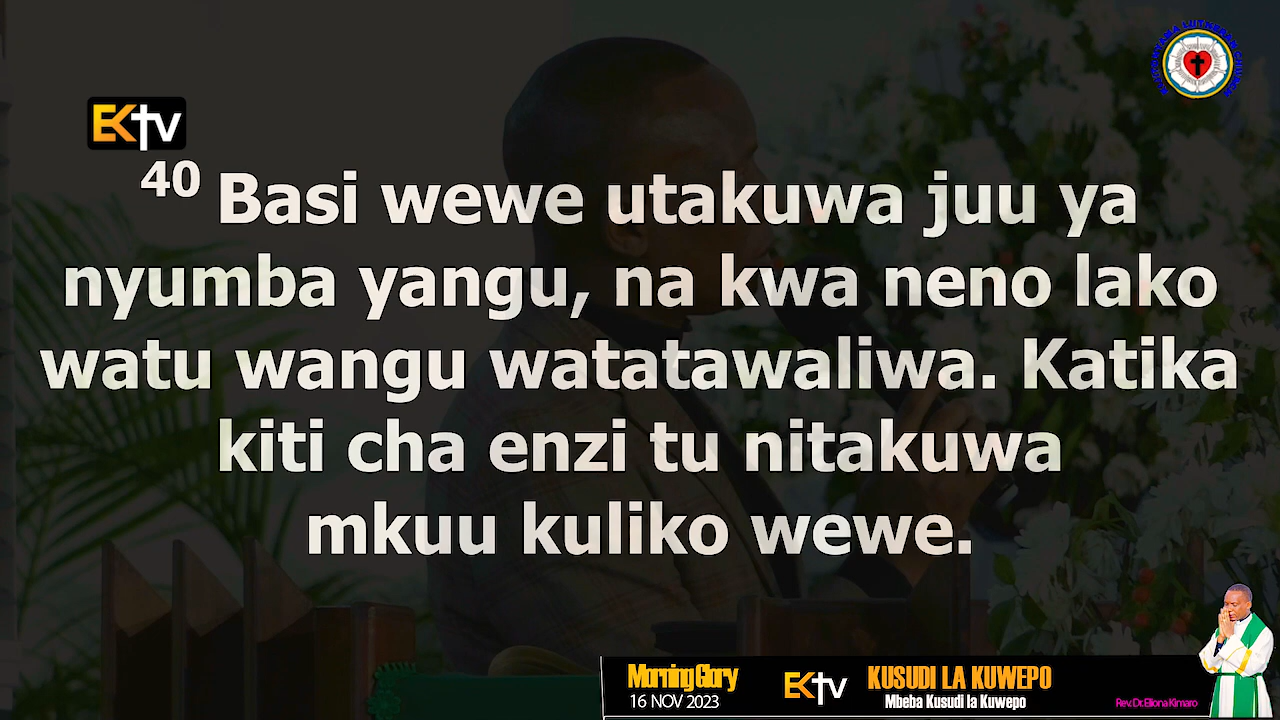 EKTV
40 Basi wewe utakuwa juu ya
nyumba yangu, na kwa neno lako
watu wangu watatawaliwa. Katika
kiti cha enzi tu nitakuwa
mkuu kuliko wewe.
Morning Glory
16 NOV 2023
EKTV
KUSUDI LA KUWEPO
Mbeba Kusudi la Kuwepo
Rev. Dr. Eliona Kimaro